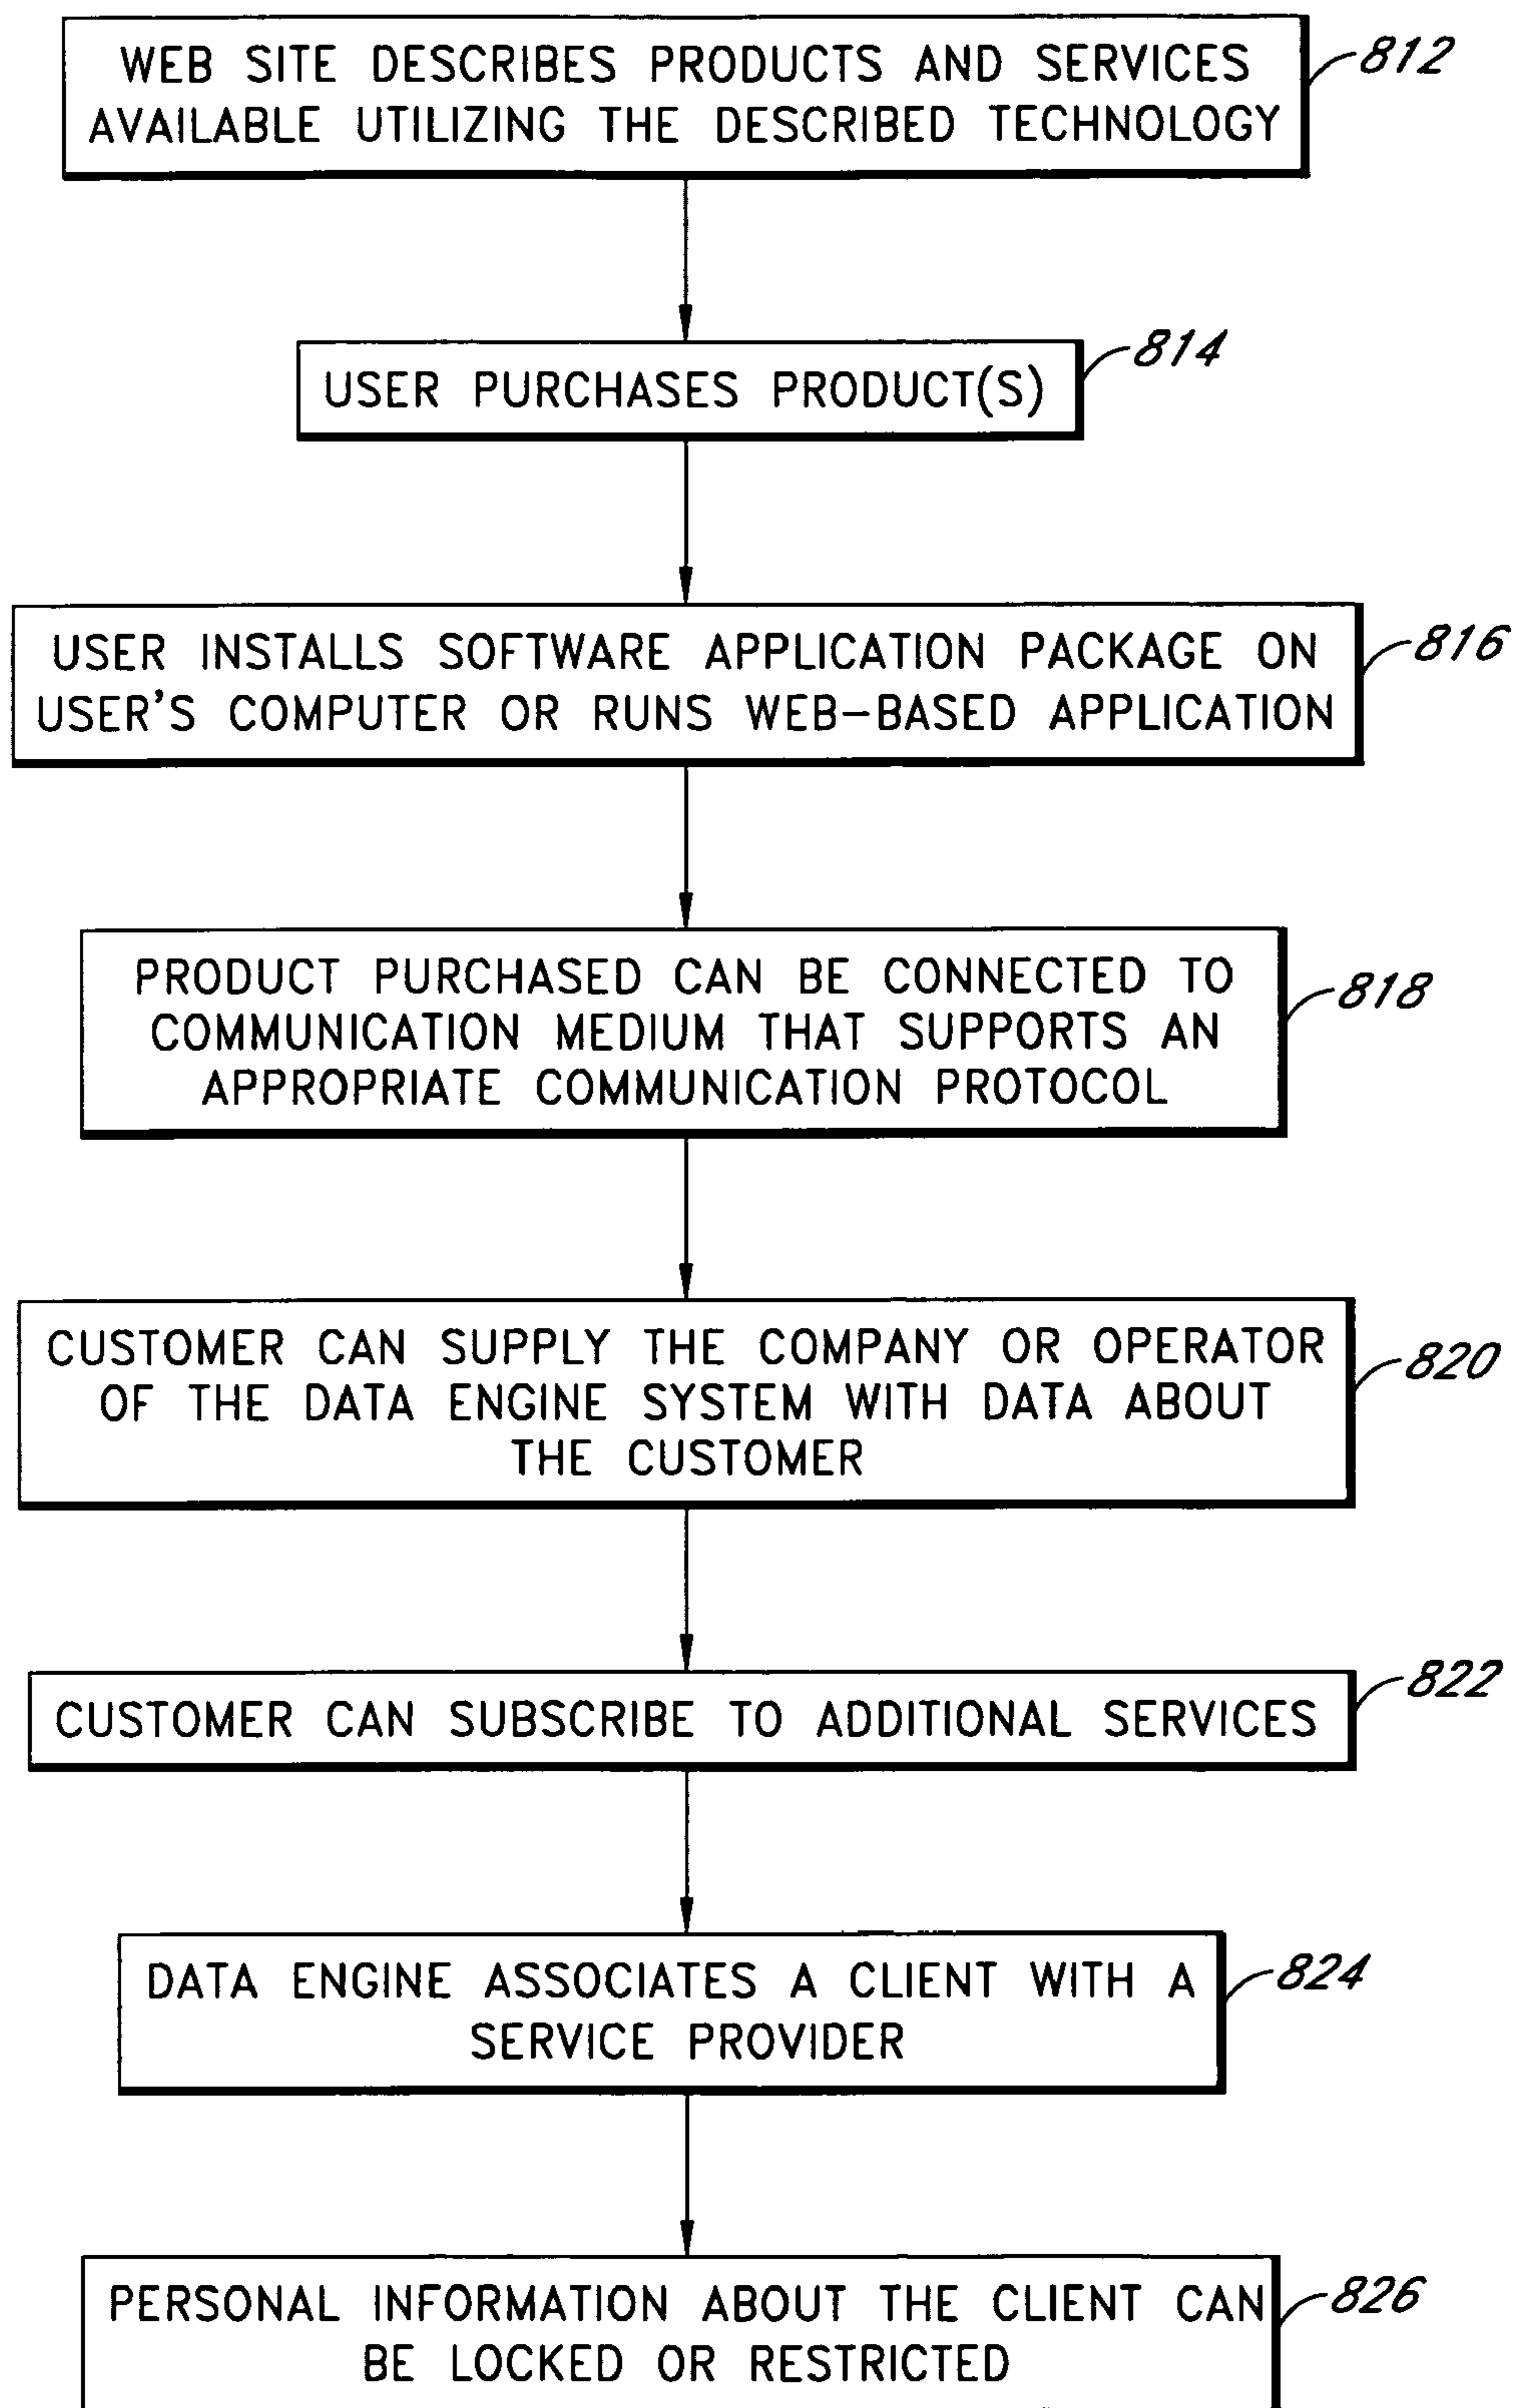 WEB SITE DESCRIBES PRODUCTS AND SERVICES
AVAILABLE UTILIZING THE DESCRIBED TECHNOLOGY
812
USER PURCHASES PRODUCT(S)
814
USER INSTALLS SOFTWARE APPLICATION PACKAGE ON
USER'S COMPUTER OR RUNS WEB-BASED APPLICATION
816
PRODUCT PURCHASED CAN BE CONNECTED TO
COMMUNICATION MEDIUM THAT SUPPORTS AN
APPROPRIATE COMMUNICATION PROTOCOL
818
CUSTOMER CAN SUPPLY THE COMPANY OR OPERATOR
OF THE DATA ENGINE SYSTEM WITH DATA ABOUT
THE CUSTOMER
820
CUSTOMER CAN SUBSCRIBE TO ADDITIONAL SERVICES
822
DATA ENGINE ASSOCIATES A CLIENT WITH A
SERVICE PROVIDER
824
PERSONAL INFORMATION ABOUT THE CLIENT CAN
BE LOCKED OR RESTRICTED
826